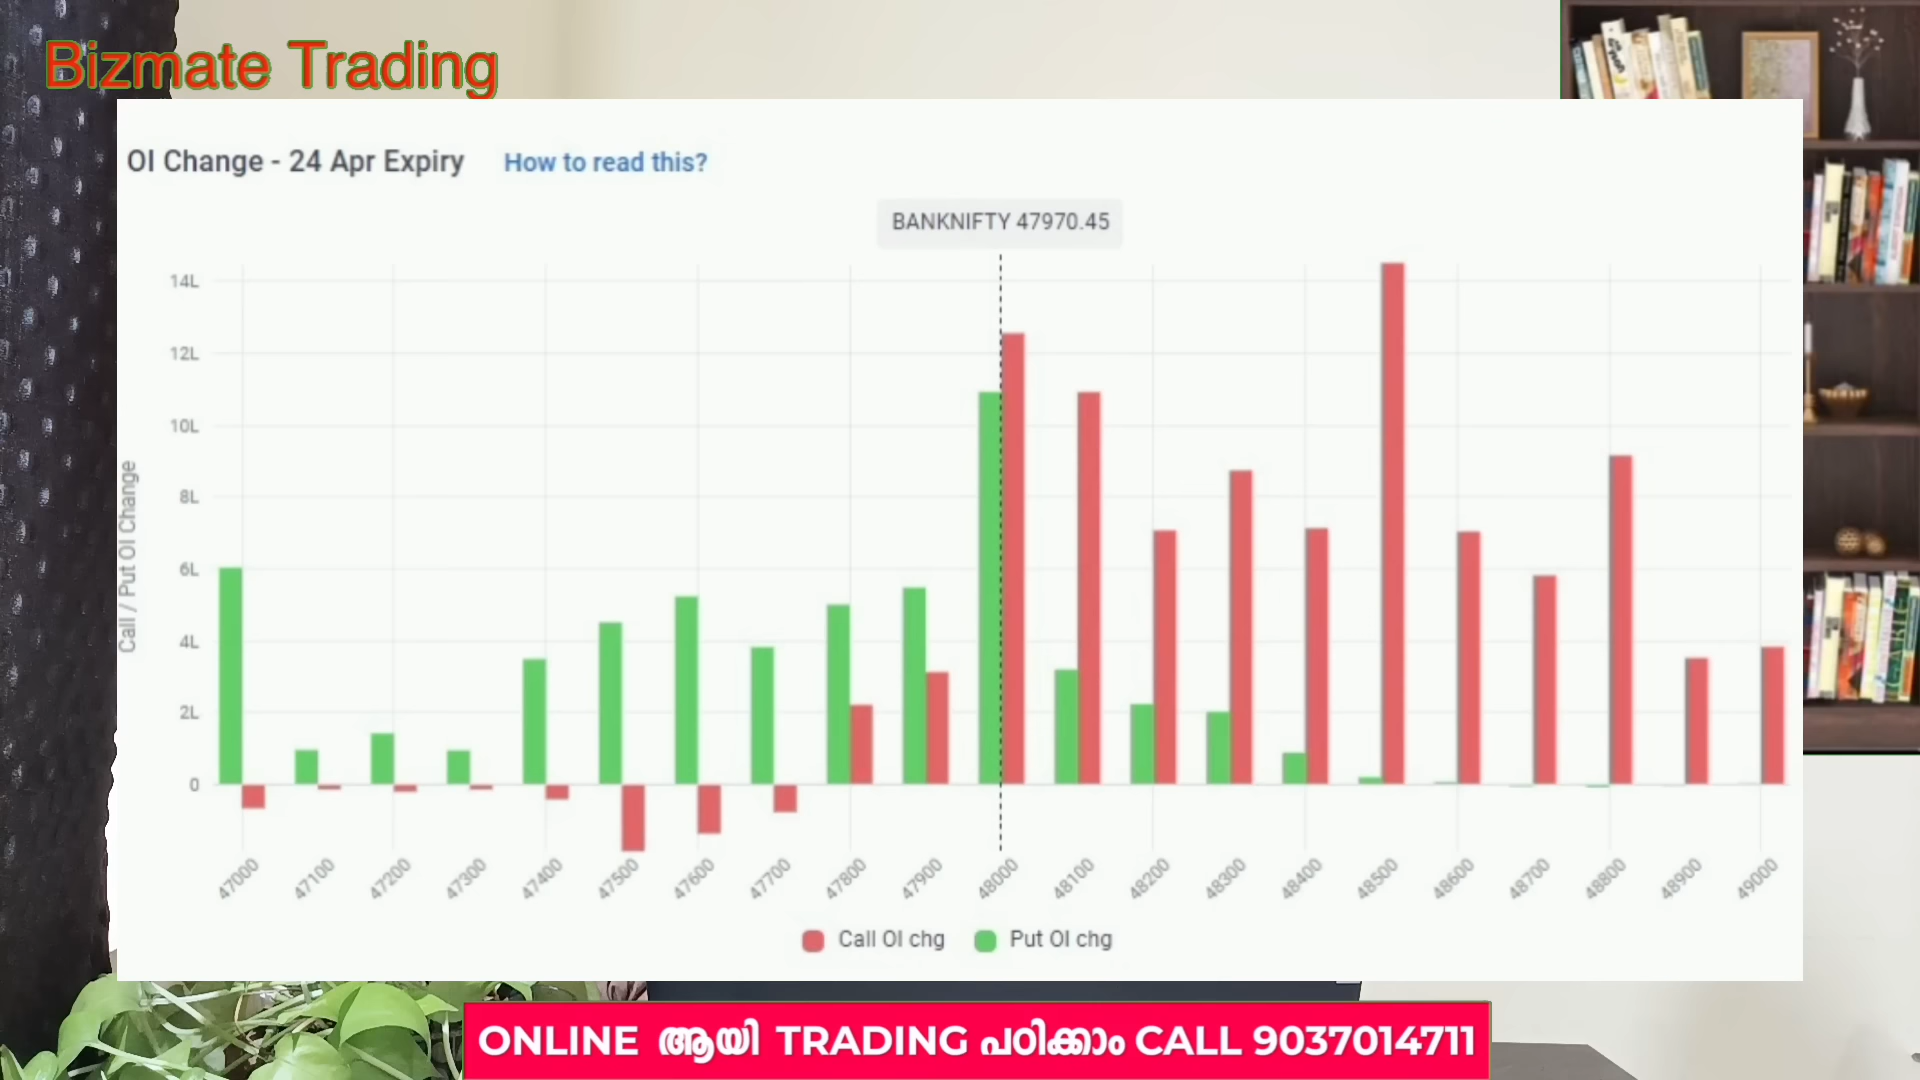 Bizmate Trading
OI Change - 24 Apr Expiry How to read this?
BANKNIFTY 47970.45
14L
12L
10L
8L
6L
4L
2L
0
Call / Put OI Change
47000 47100 47200 47300 47400 47500 47600 47700 47800 47900 48000 48100 48200 48300 48400 48500 48600 48700 48800 48900 49000
Call OI chg Put OI chg
ONLINE ആയി TRADING പഠിക്കാം CALL 9037014711